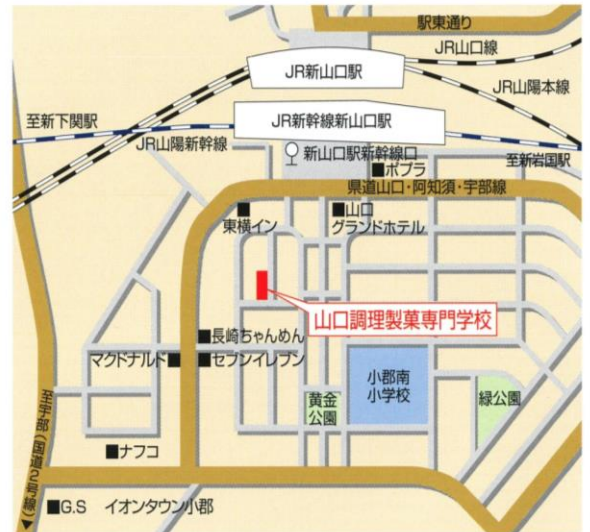 駅東通り
JR山口線
JR新山口駅
JR山陽本線
JR新幹線新山口駅
至新下関駅
JR山陽新幹線
新山口駅新幹線口
至新岩国駅
■ポプラ
県道山口・阿知須・宇部線
■
東横イン
■山口
グランドホテル
山口調理製菓専門学校
■長崎ちゃんめん
マクドナルド■
■セブンイレブン
小郡南
小学校
黄金
公園
緑公園
■ナフコ
至宇部(国道2号線)▼
■G.S
イオンタウン小郡